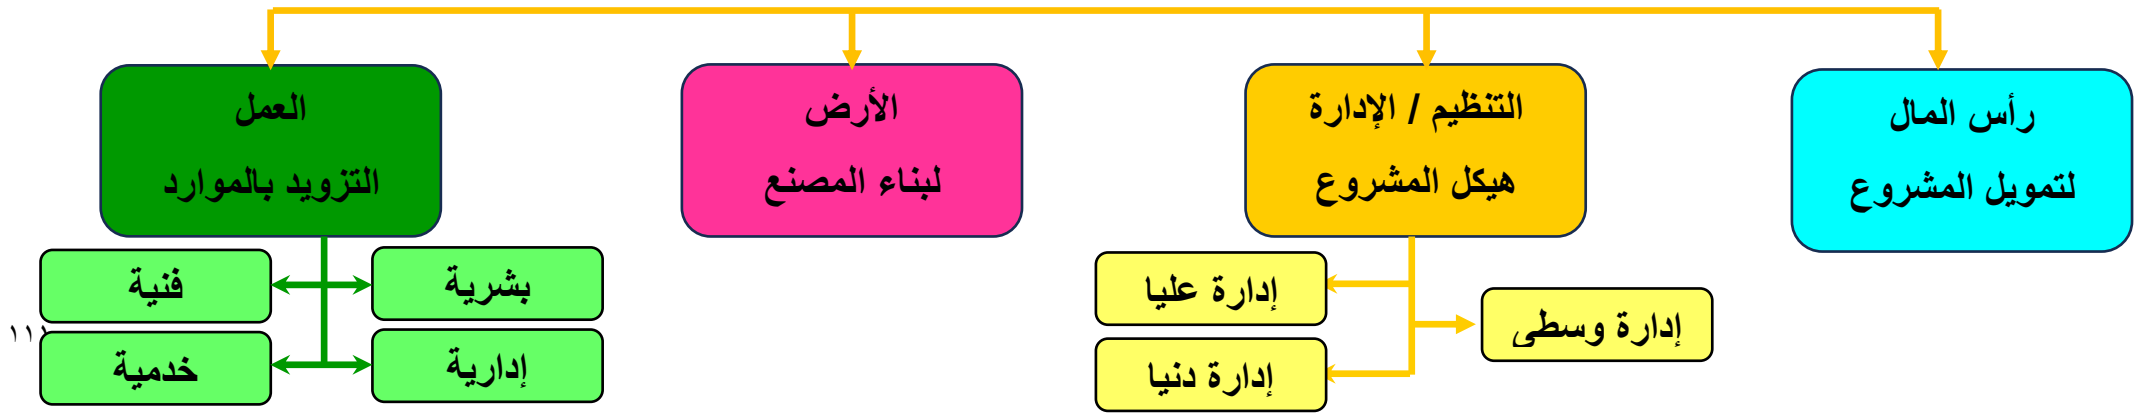 رأس المال
لتمويل المشروع
التنظيم / الإدارة
هيكل المشروع
إدارة عليا
إدارة وسطى
إدارة دنيا
الأرض
لبناء المصنع
العمل
التزويد بالموارد
بشرية
فنية
إدارية
خدمية